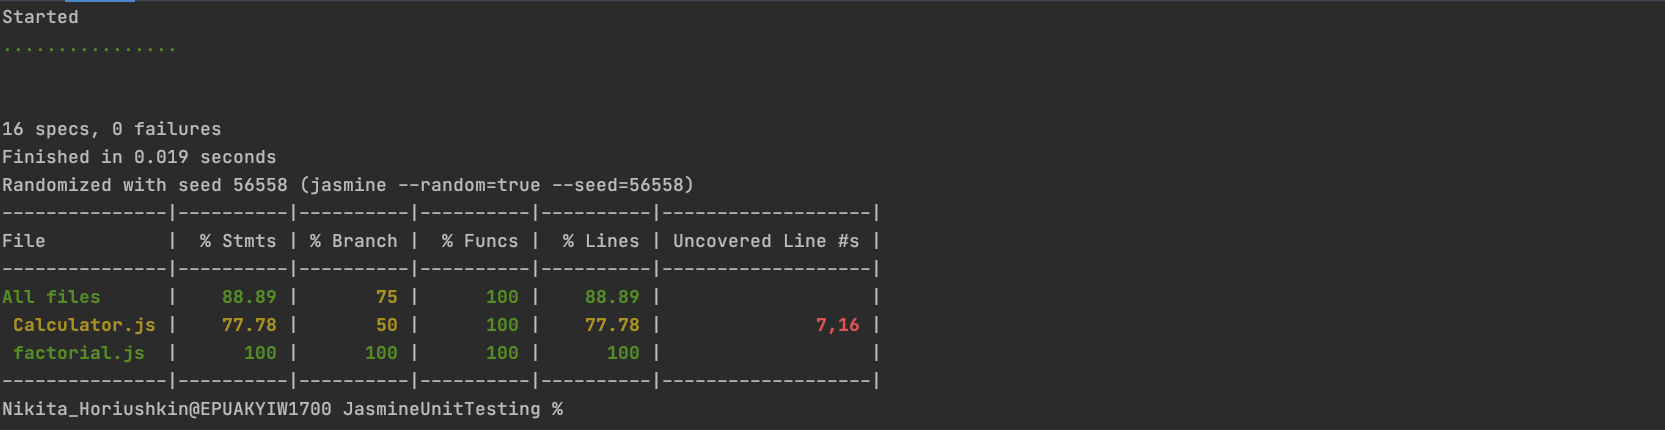 Started
................
16 specs, 0 failures
Finished in 0.019 seconds
Randomized with seed 56558 (jasmine --random=true --seed=56558)
---------------|----------|----------|----------|----------|-------------------|
File           |  % Stmts | % Branch |  % Funcs |  % Lines | Uncovered Line #s |
---------------|----------|----------|----------|----------|-------------------|
All files      |    88.89 |       75 |      100 |    88.89 |                   |
 Calculator.js |    77.78 |       50 |      100 |    77.78 |              7,16 |
 factorial.js  |      100 |      100 |      100 |      100 |                   |
---------------|----------|----------|----------|----------|-------------------|
Nikita_Horiushkin@EPUAKYIW1700 JasmineUnitTesting %